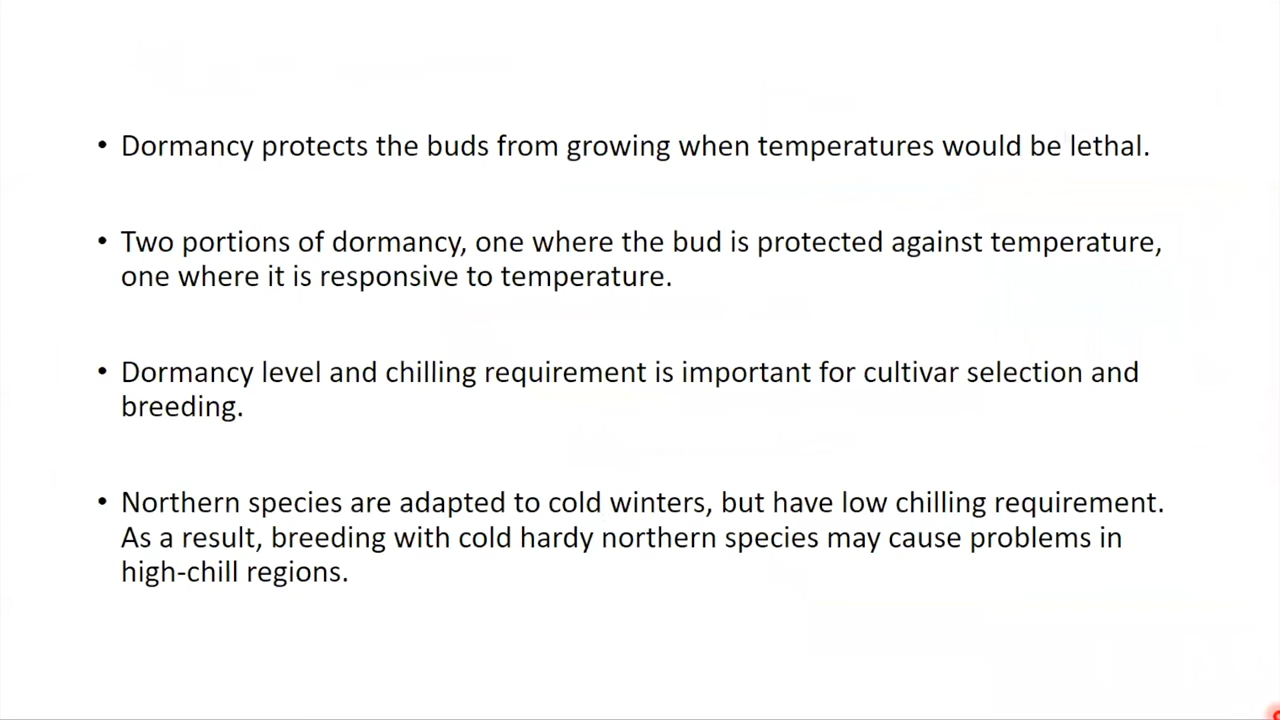 • Dormancy protects the buds from growing when temperatures would be lethal.
• Two portions of dormancy, one where the bud is protected against temperature,
one where it is responsive to temperature.
• Dormancy level and chilling requirement is important for cultivar selection and
breeding.
• Northern species are adapted to cold winters, but have low chilling requirement.
As a result, breeding with cold hardy northern species may cause problems in
high-chill regions.